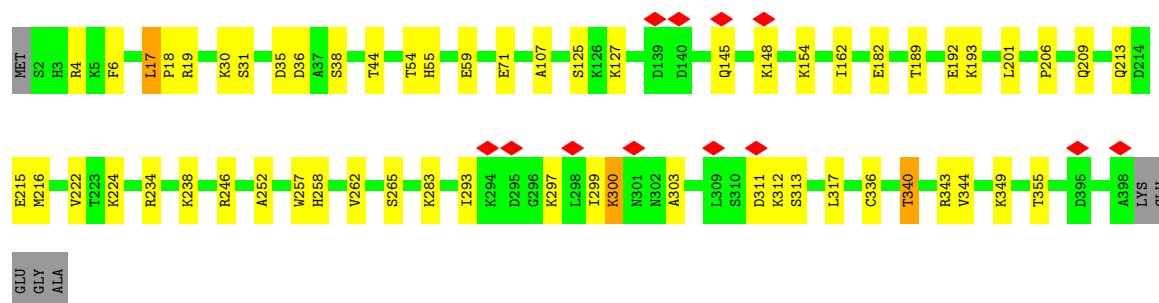 MET S2 H3 R4 K5 F6 L17 P18 R19 K30 S31 D35 D36 A37 S38 T44 T54 H55 E59 E71 A107 S125 K126 K127 D139 D140 Q145 K148 K154 I162 E182 T189 E192 K193 L201 P206 Q209 Q213 D214
E215 M216 V222 T223 K224 R234 K238 R246 A252 W257 H258 V262 S265 K283 I293 K294 D295 G296 K297 L298 I299 K300 N301 N302 A303 L309 S310 D311 K312 S313 L317 C336 T340 R343 V344 K349 T355 D395 A398 LYS GLU
GLU GLY ALA